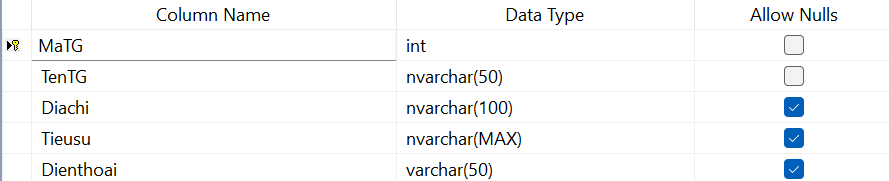 Column Name Data Type Allow Nulls
MaTG int
TenTG nvarchar(50)
Diachi nvarchar(100)
Tieusu nvarchar(MAX)
Dienthoai varchar(50)